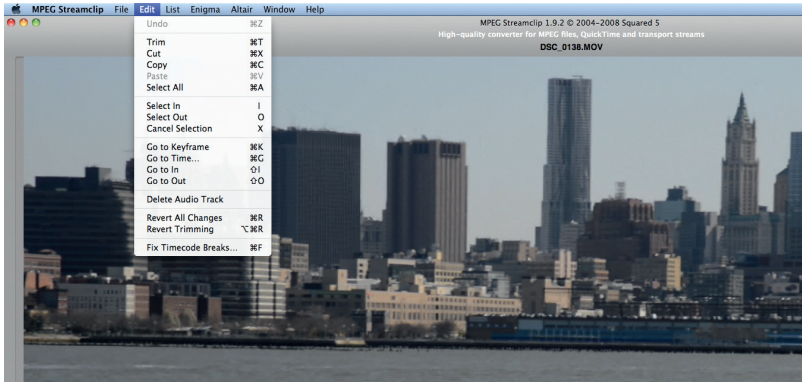 MPEG Streamclip File Edit List Enigma Altair Window Help
MPEG Streamclip 1.9.2 © 2004-2008 Squared 5
High-quality converter for MPEG files, QuickTime and transport streams
DSC_0138.MOV
Undo ⌘Z
Trim ⌘T
Cut ⌘X
Copy ⌘C
Paste ⌘V
Select All ⌘A
Select In I
Select Out O
Cancel Selection X
Go to Keyframe ⌘K
Go to Time... ⌘G
Go to In ⇧I
Go to Out ⇧O
Delete Audio Track
Revert All Changes ⌘R
Revert Trimming ⌥⌘R
Fix Timecode Breaks... ⌘F